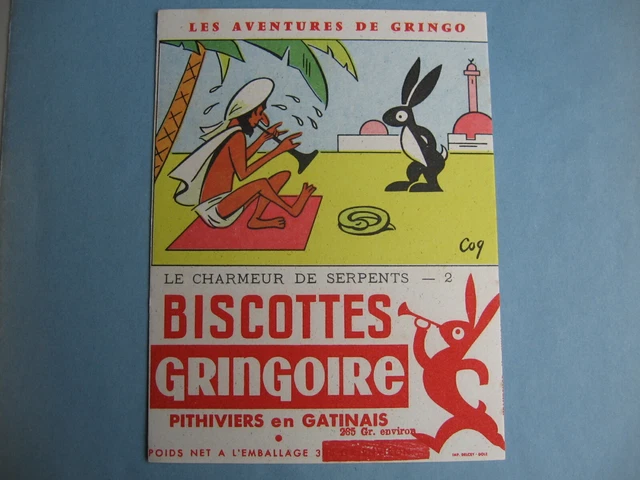 LES AVENTURES DE GRINGO
Coq
LE CHARMEUR DE SERPENTS — 2
BISCOTTES
GRINGOIRE
PITHIVIERS en GATINAIS
265 Gr. environ
POIDS NET A L'EMBALLAGE 3